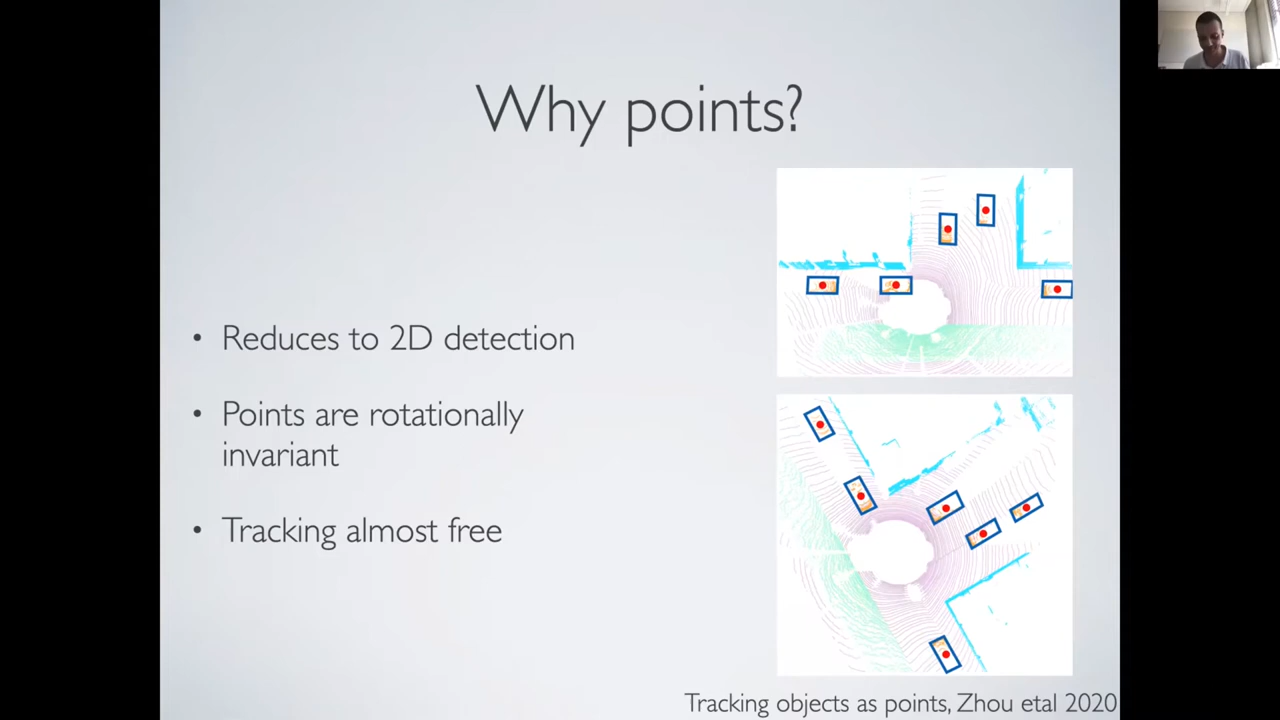 Why points?
• Reduces to 2D detection
• Points are rotationally
invariant
• Tracking almost free
Tracking objects as points, Zhou etal 2020